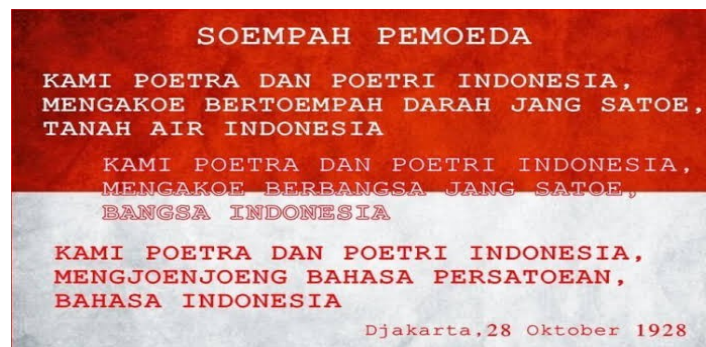 SOEMPAH PEMOEDA
KAMI POETRA DAN POETRI INDONESIA,
MENGAKOE BERTOEMPAH DARAH JANG SATOE,
TANAH AIR INDONESIA
KAMI POETRA DAN POETRI INDONESIA,
MENGAKOE BERBANGSA JANG SATOE,
BANGSA INDONESIA
KAMI POETRA DAN POETRI INDONESIA,
MENGJOENJOENG BAHASA PERSATOEAN,
BAHASA INDONESIA
Djakarta,28 Oktober 1928